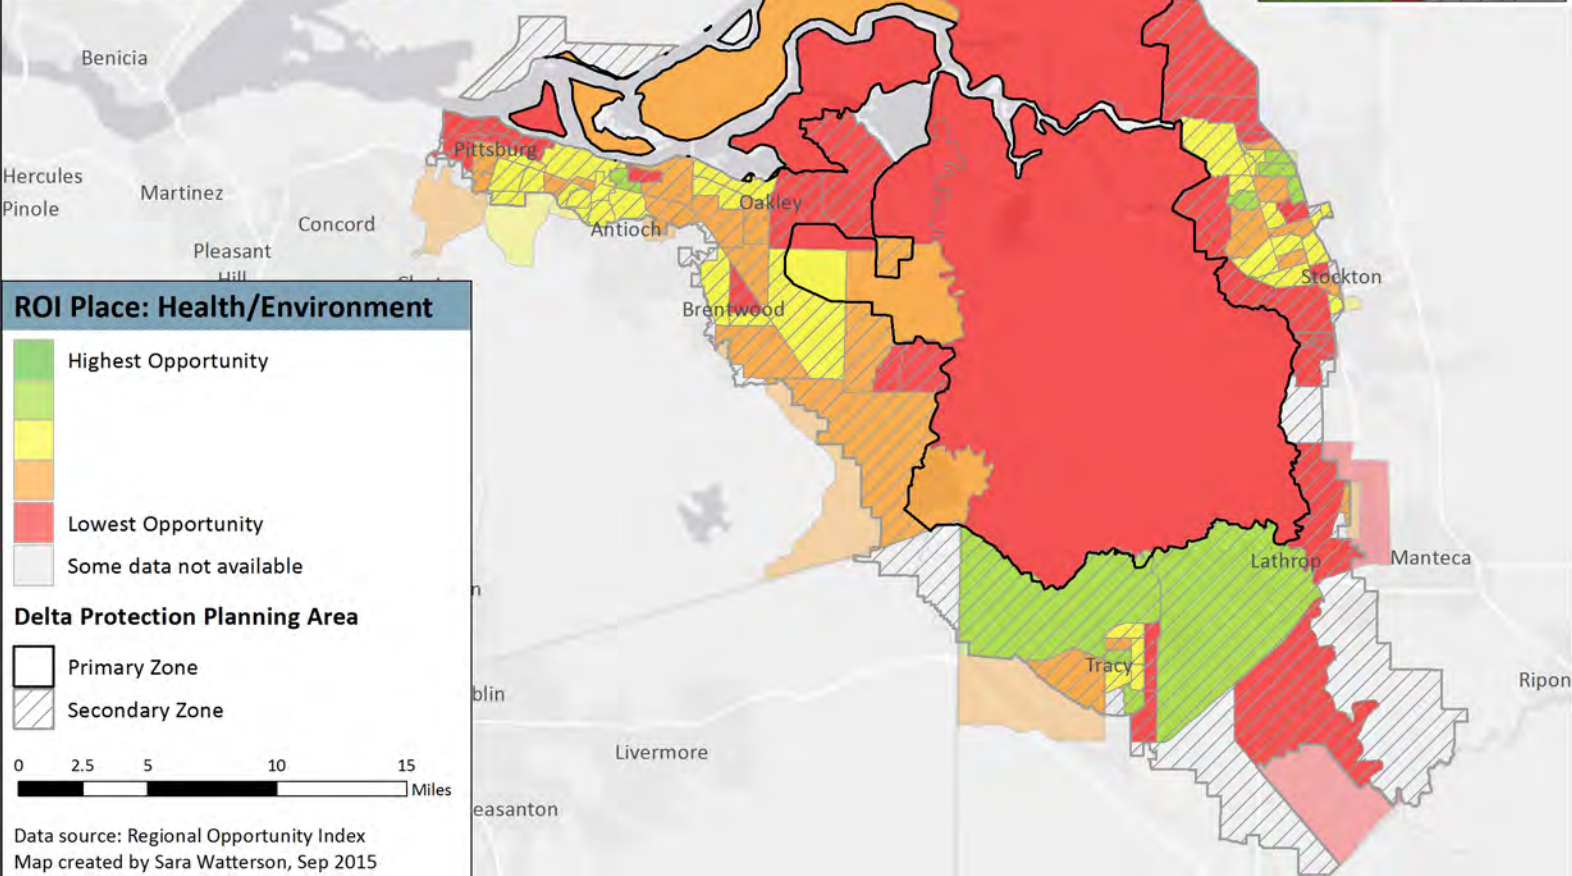 Benicia
Hercules
Pinole
Martinez
Concord
Pleasant
Hill
Pittsburg
Antioch
Oakley
Brentwood
Stockton
Lathrop
Manteca
Tracy
Ripon
Livermore
blin
easanton
n
ROI Place: Health/Environment
Highest Opportunity
Lowest Opportunity
Some data not available
Delta Protection Planning Area
Primary Zone
Secondary Zone
0 2.5 5 10 15
Miles
Data source: Regional Opportunity Index
Map created by Sara Watterson, Sep 2015